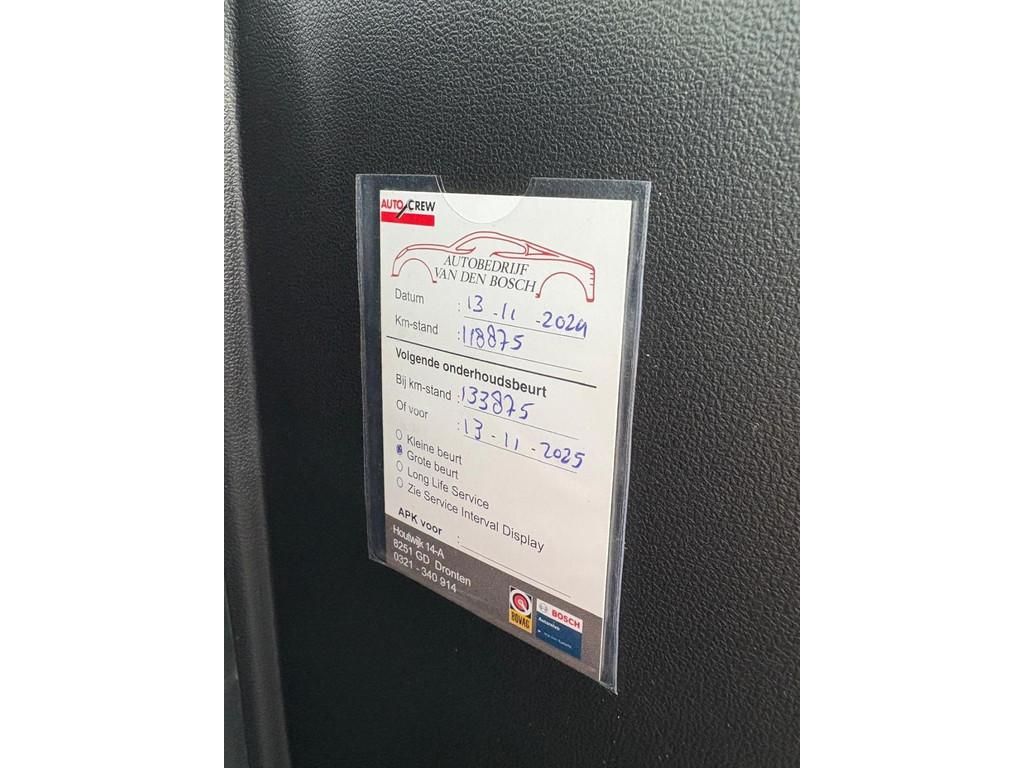 AUTO CREW
AUTOBEDRIJF
VAN DEN BOSCH
Datum : 13-11-2024
Km-stand : 118875
Volgende onderhoudsbeurt
Bij km-stand : 133875
Of voor : 13-11-2025
Kleine beurt
Grote beurt
Long Life Service
Zie Service Interval Display
APK voor :
Houtwijk 14-A
8251 GD Dronten
0321 - 340 914
BOVAG
BOSCH